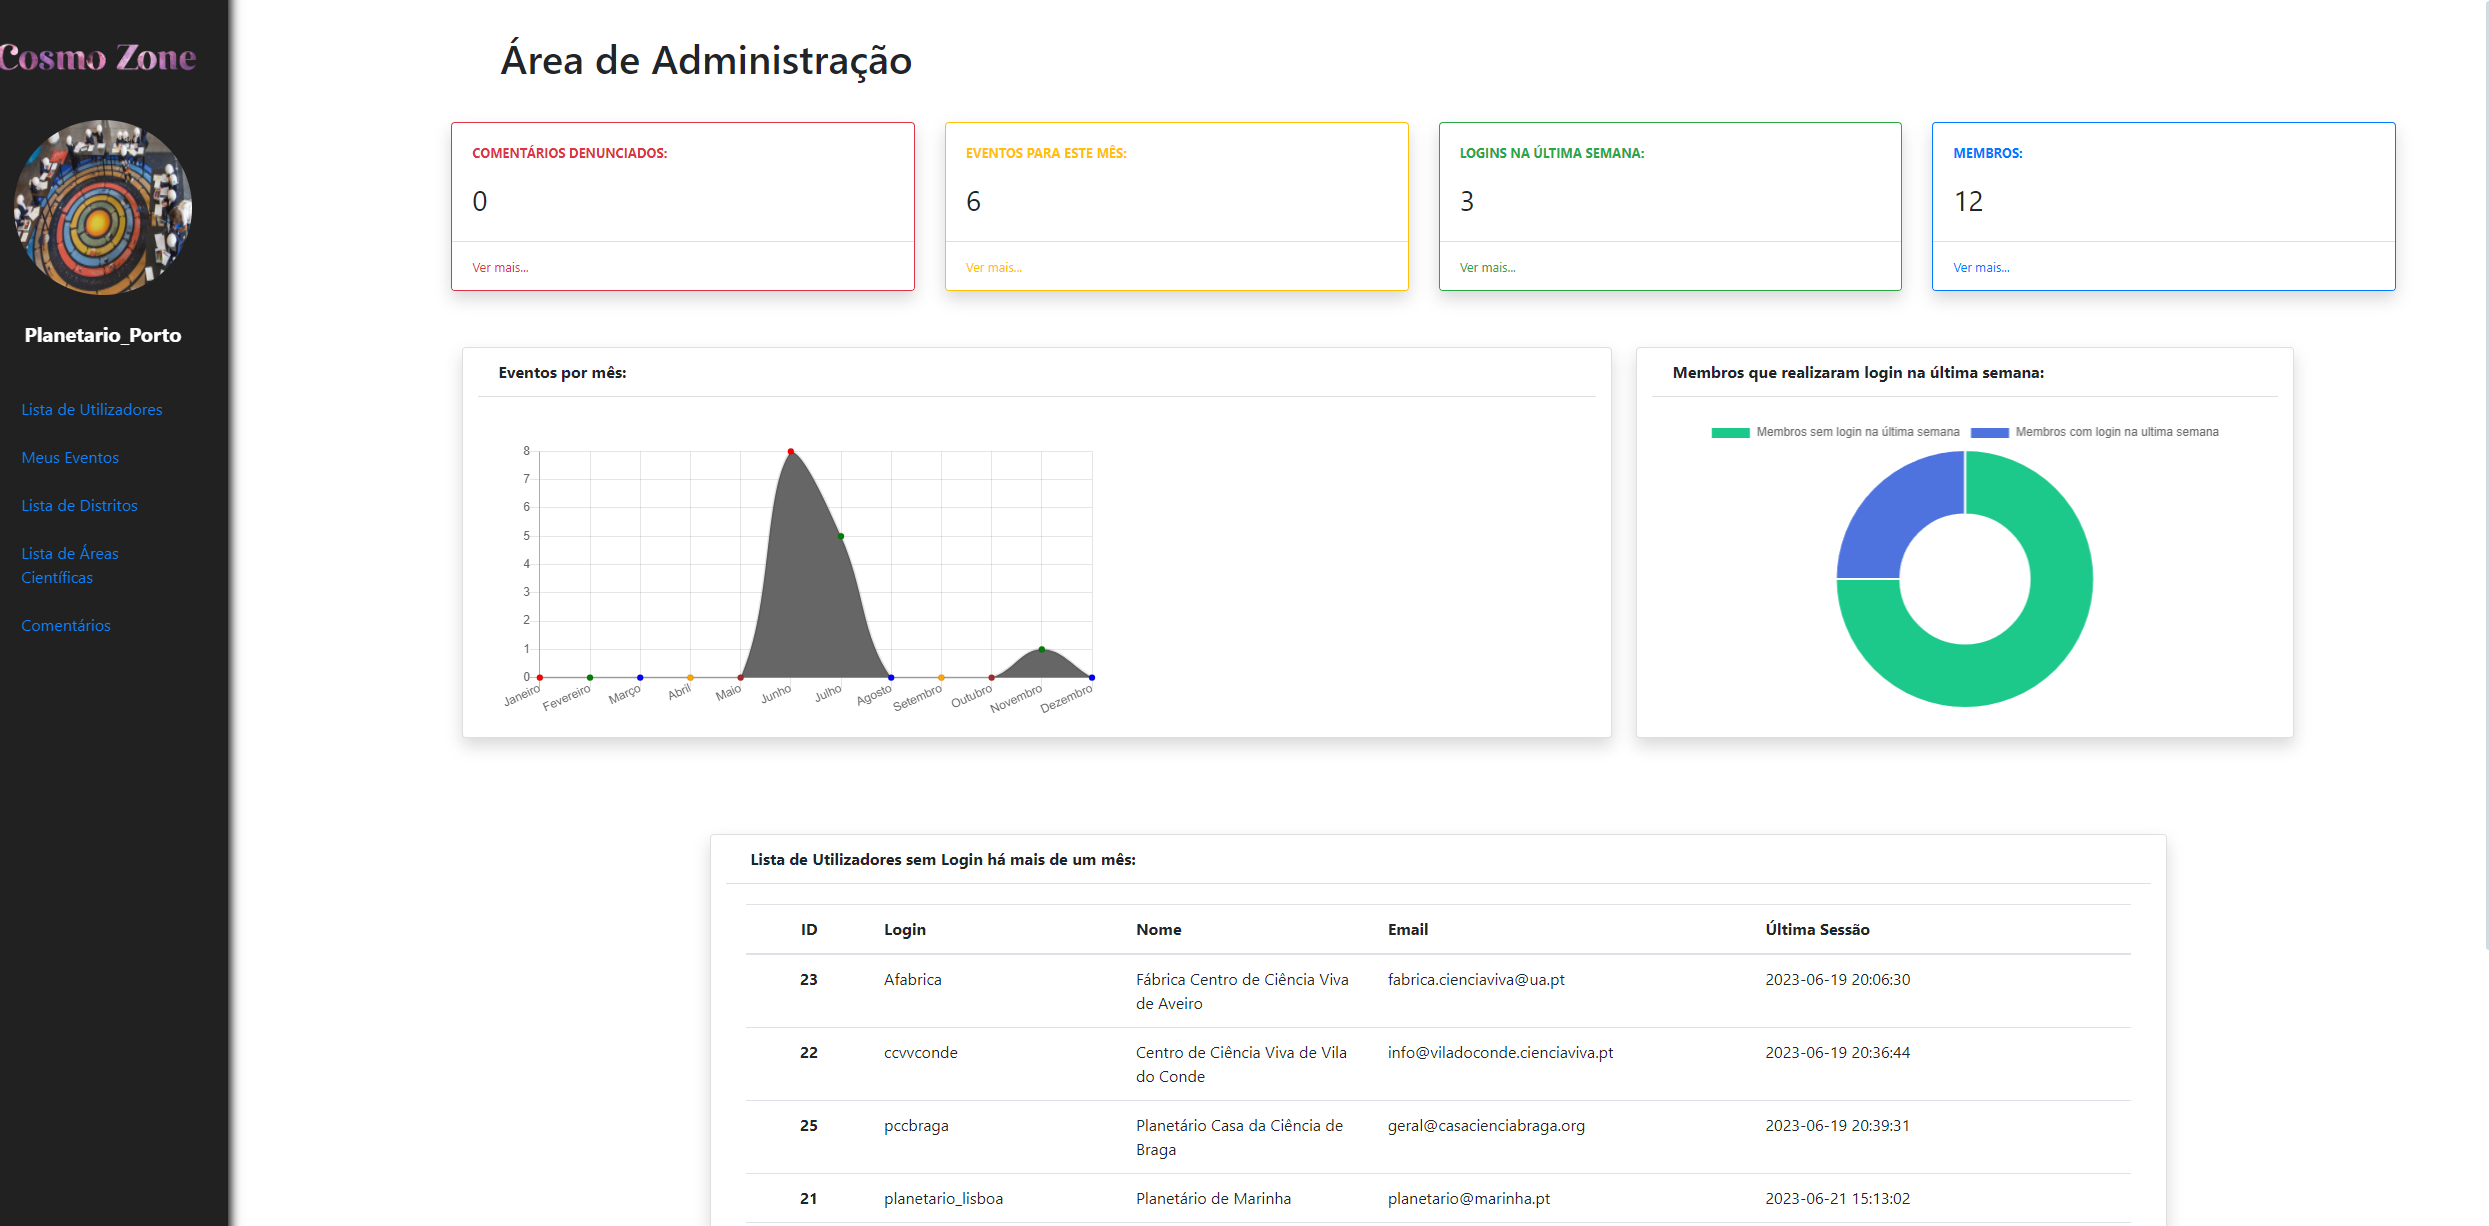 Cosmo Zone
Planetario_Porto
Lista de Utilizadores
Meus Eventos
Lista de Distritos
Lista de Áreas
Científicas
Comentários
Área de Administração
COMENTÁRIOS DENUNCIADOS:
0
Ver mais...
EVENTOS PARA ESTE MÊS:
6
Ver mais...
LOGINS NA ÚLTIMA SEMANA:
3
Ver mais...
MEMBROS:
12
Ver mais...
Eventos por mês:
8
7
6
5
4
3
2
1
0
Janeiro Fevereiro Março Abril Maio Junho Julho Agosto Setembro Outubro Novembro Dezembro
Membros que realizaram login na última semana:
Membros sem login na última semana Membros com login na ultima semana
Lista de Utilizadores sem Login há mais de um mês:
ID Login Nome Email Última Sessão
23 Afabrica Fábrica Centro de Ciência Viva fabrica.cienciaviva@ua.pt 2023-06-19 20:06:30
de Aveiro
22 ccvvconde Centro de Ciência Viva de Vila info@viladoconde.cienciaviva.pt 2023-06-19 20:36:44
do Conde
25 pccbraga Planetário Casa da Ciência de geral@casacienciabraga.org 2023-06-19 20:39:31
Braga
21 planetario_lisboa Planetário de Marinha planetario@marinha.pt 2023-06-21 15:13:02